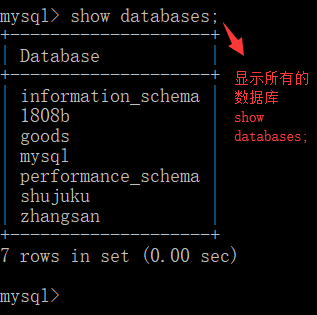 mysql> show databases;
+--------------------+
| Database           |
+--------------------+
| information_schema |
| 1808b              |
| goods              |
| mysql              |
| performance_schema |
| shujuku            |
| zhangsan           |
+--------------------+
7 rows in set (0.00 sec)
mysql>
显示所有的
数据库
show
databases;